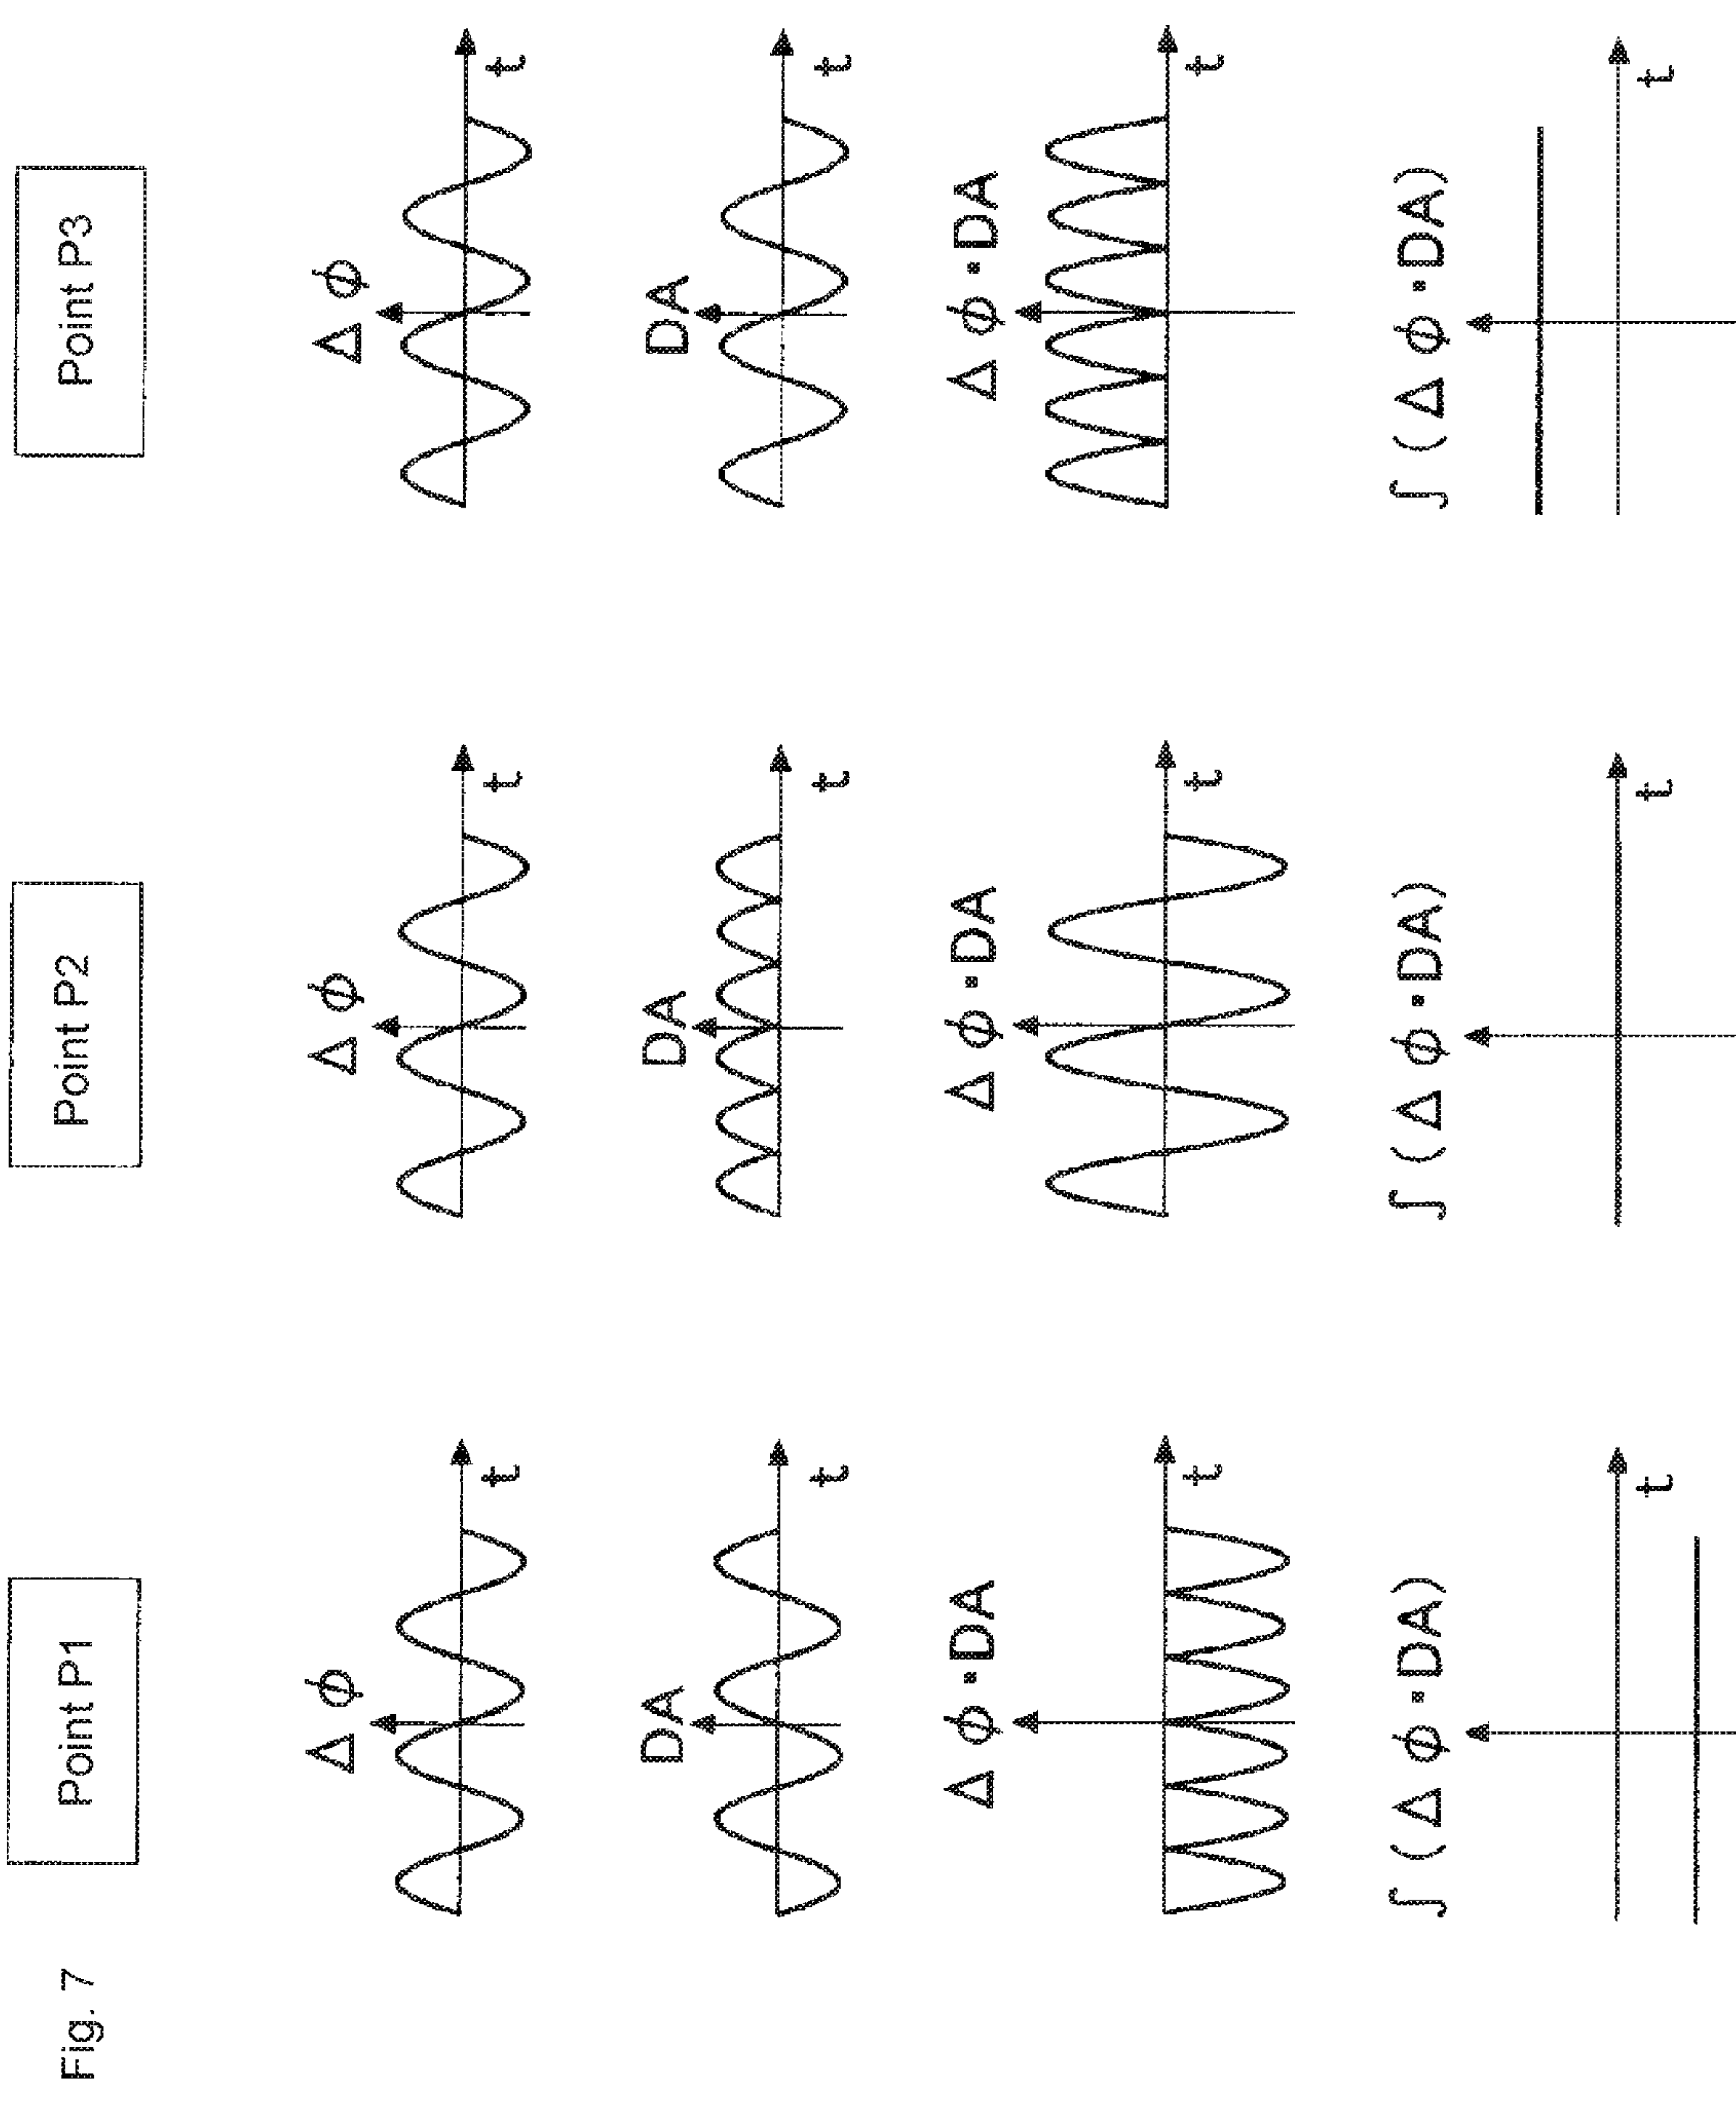 Fig. 7
Point P1
Point P2
Point P3
Δ ϕ
Δ ϕ
Δ ϕ
t
t
t
DA
DA
DA
t
t
t
Δ ϕ ▪ DA
Δ ϕ ▪ DA
Δ ϕ ▪ DA
t
t
t
∫ ( Δ ϕ ▪ DA)
∫ ( Δ ϕ ▪ DA)
∫ ( Δ ϕ ▪ DA)
t
t
t